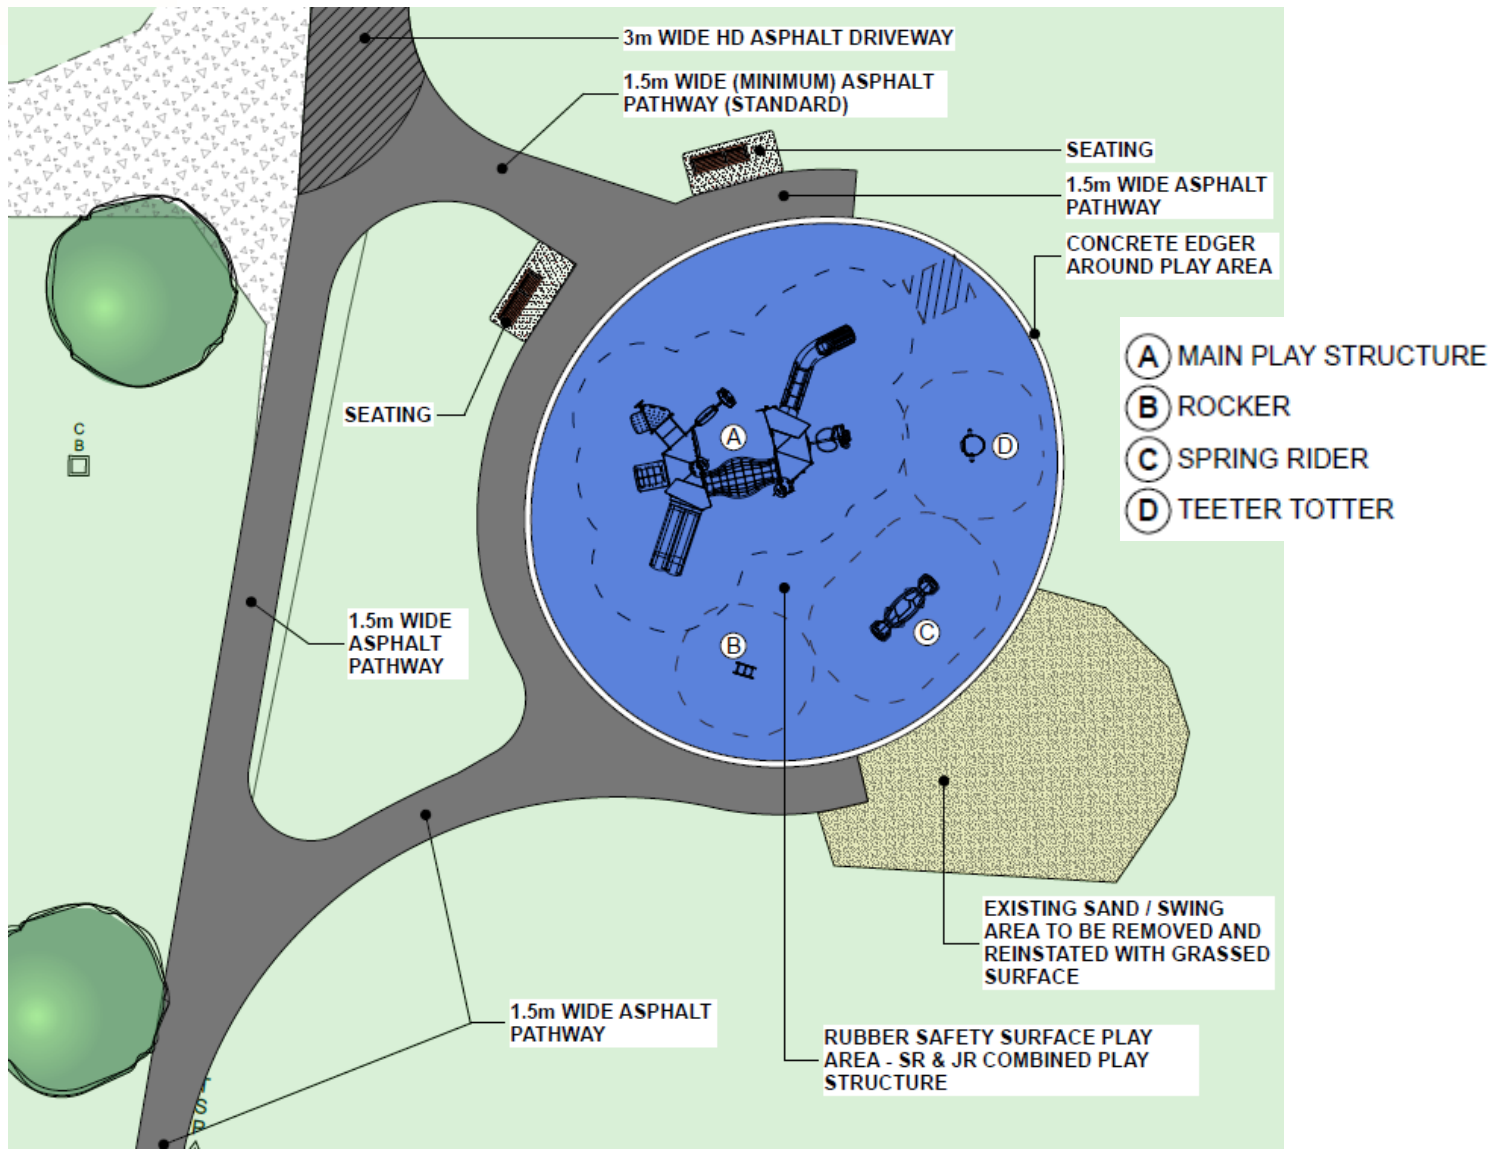 3m WIDE HD ASPHALT DRIVEWAY
1.5m WIDE (MINIMUM) ASPHALT
PATHWAY (STANDARD)
SEATING
1.5m WIDE ASPHALT
PATHWAY
CONCRETE EDGER
AROUND PLAY AREA
A MAIN PLAY STRUCTURE
B ROCKER
C SPRING RIDER
D TEETER TOTTER
SEATING
C
B
A
D
B
C
1.5m WIDE
ASPHALT
PATHWAY
EXISTING SAND / SWING
AREA TO BE REMOVED AND
REINSTATED WITH GRASSED
SURFACE
1.5m WIDE ASPHALT
PATHWAY
RUBBER SAFETY SURFACE PLAY
AREA - SR & JR COMBINED PLAY
STRUCTURE
T
S
P